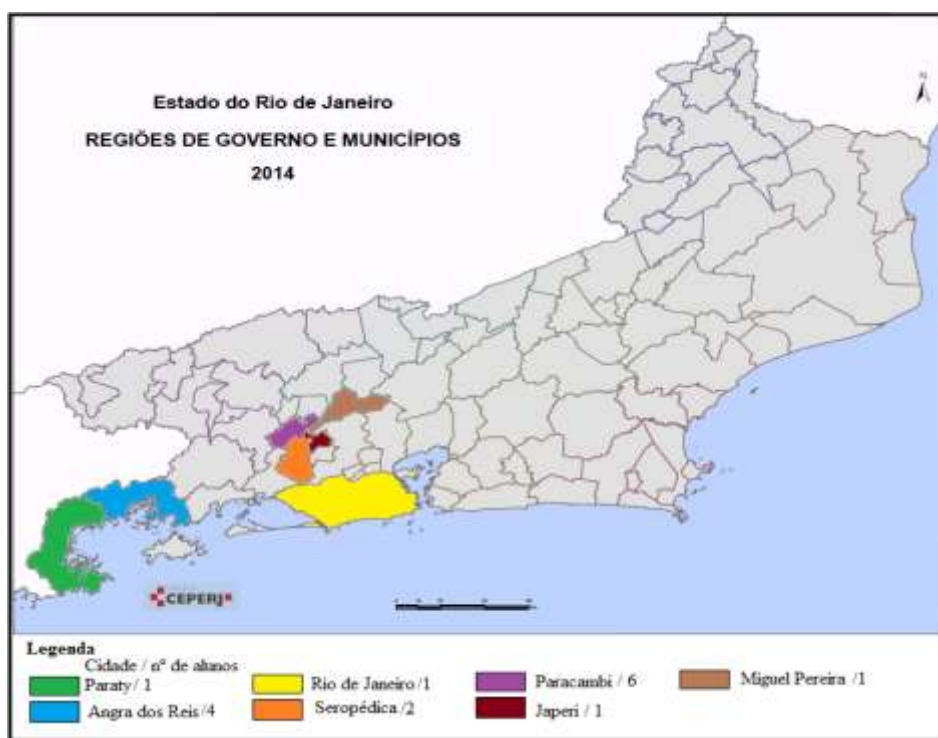 Estado do Rio de Janeiro
REGIÕES DE GOVERNO E MUNICÍPIOS
2014
N
CEPERJ
Legenda
Cidade / nº de alunos
Paraty / 1
Rio de Janeiro /1
Paracambi / 6
Miguel Pereira /1
Angra dos Reis/4
Seropédica /2
Japeri / 1